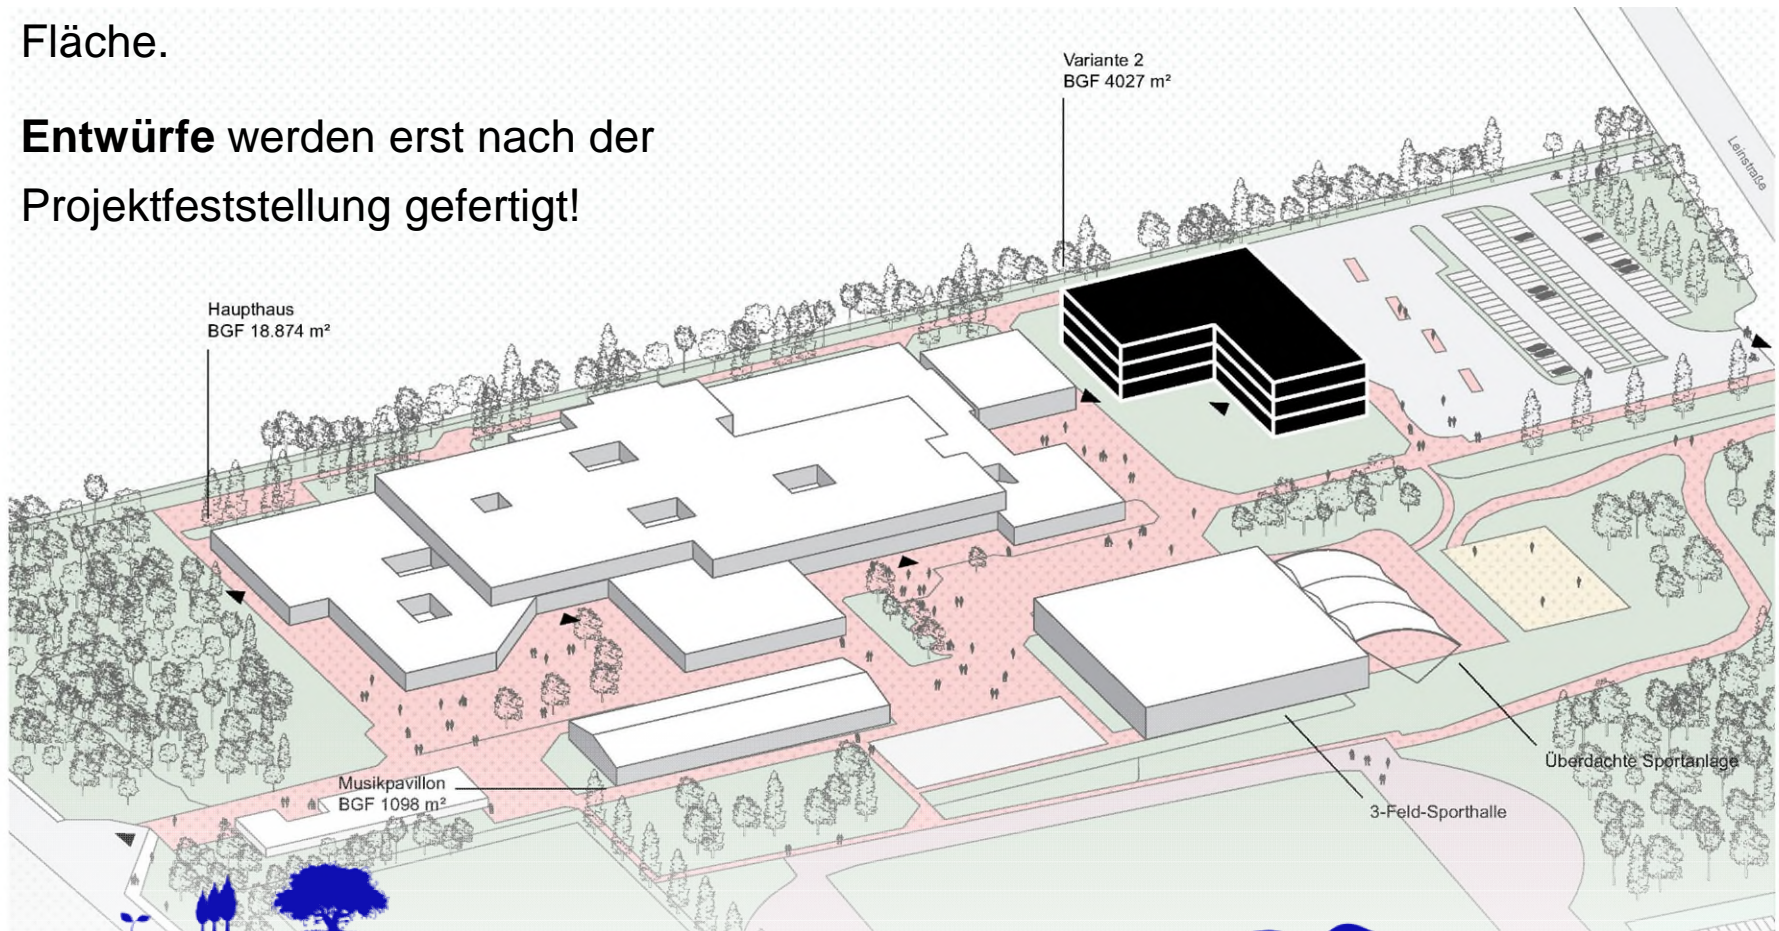 Fläche.
Entwürfe werden erst nach der
Projektfeststellung gefertigt!
Variante 2
BGF 4027 m²
Leinstraße
Haupthaus
BGF 18.874 m²
Musikpavillon
BGF 1098 m²
Überdachte Sportanlage
3-Feld-Sporthalle